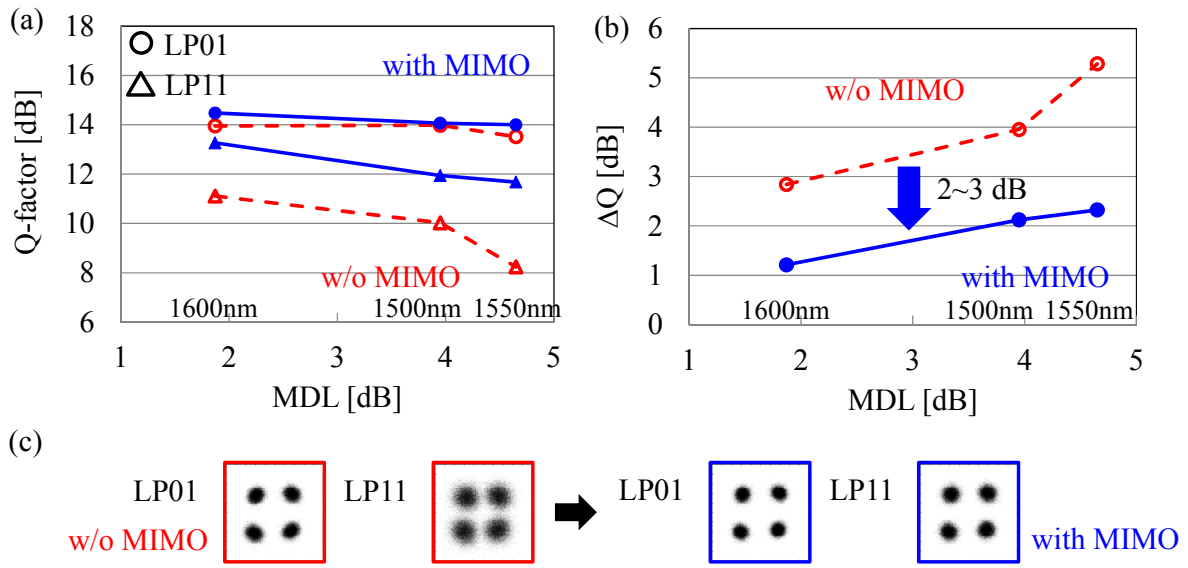 (a)
18
16
14
12
10
8
6
Q-factor [dB]
LP01
LP11
with MIMO
w/o MIMO
1600nm 1500nm 1550nm
1 2 3 4 5
MDL [dB]
(b)
6
5
4
3
2
1
0
ΔQ [dB]
w/o MIMO
2~3 dB
with MIMO
1600nm 1500nm 1550nm
1 2 3 4 5
MDL [dB]
(c)
LP01 LP11 LP01 LP11
w/o MIMO with MIMO